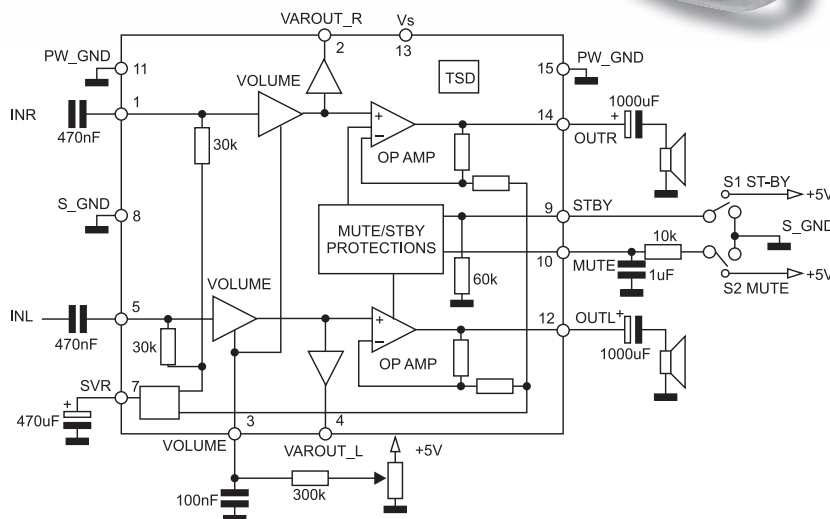 VAROUT_R
Vs
PW_GND
2
13
PW_GND
11
VOLUME
TSD
15
INR
1
470nF
30k
OP AMP
14
OUTR
+
1000uF
+
−
S_GND
8
MUTE/STBY
PROTECTIONS
9
STBY
S1 ST-BY
+5V
S_GND
10
MUTE
10k
60k
1uF
S2 MUTE
+5V
INL
5
470nF
VOLUME
30k
+
−
OP AMP
12
OUTL
+
1000uF
SVR
7
+
470uF
3
4
VOLUME
VAROUT_L
+5V
100nF
300k